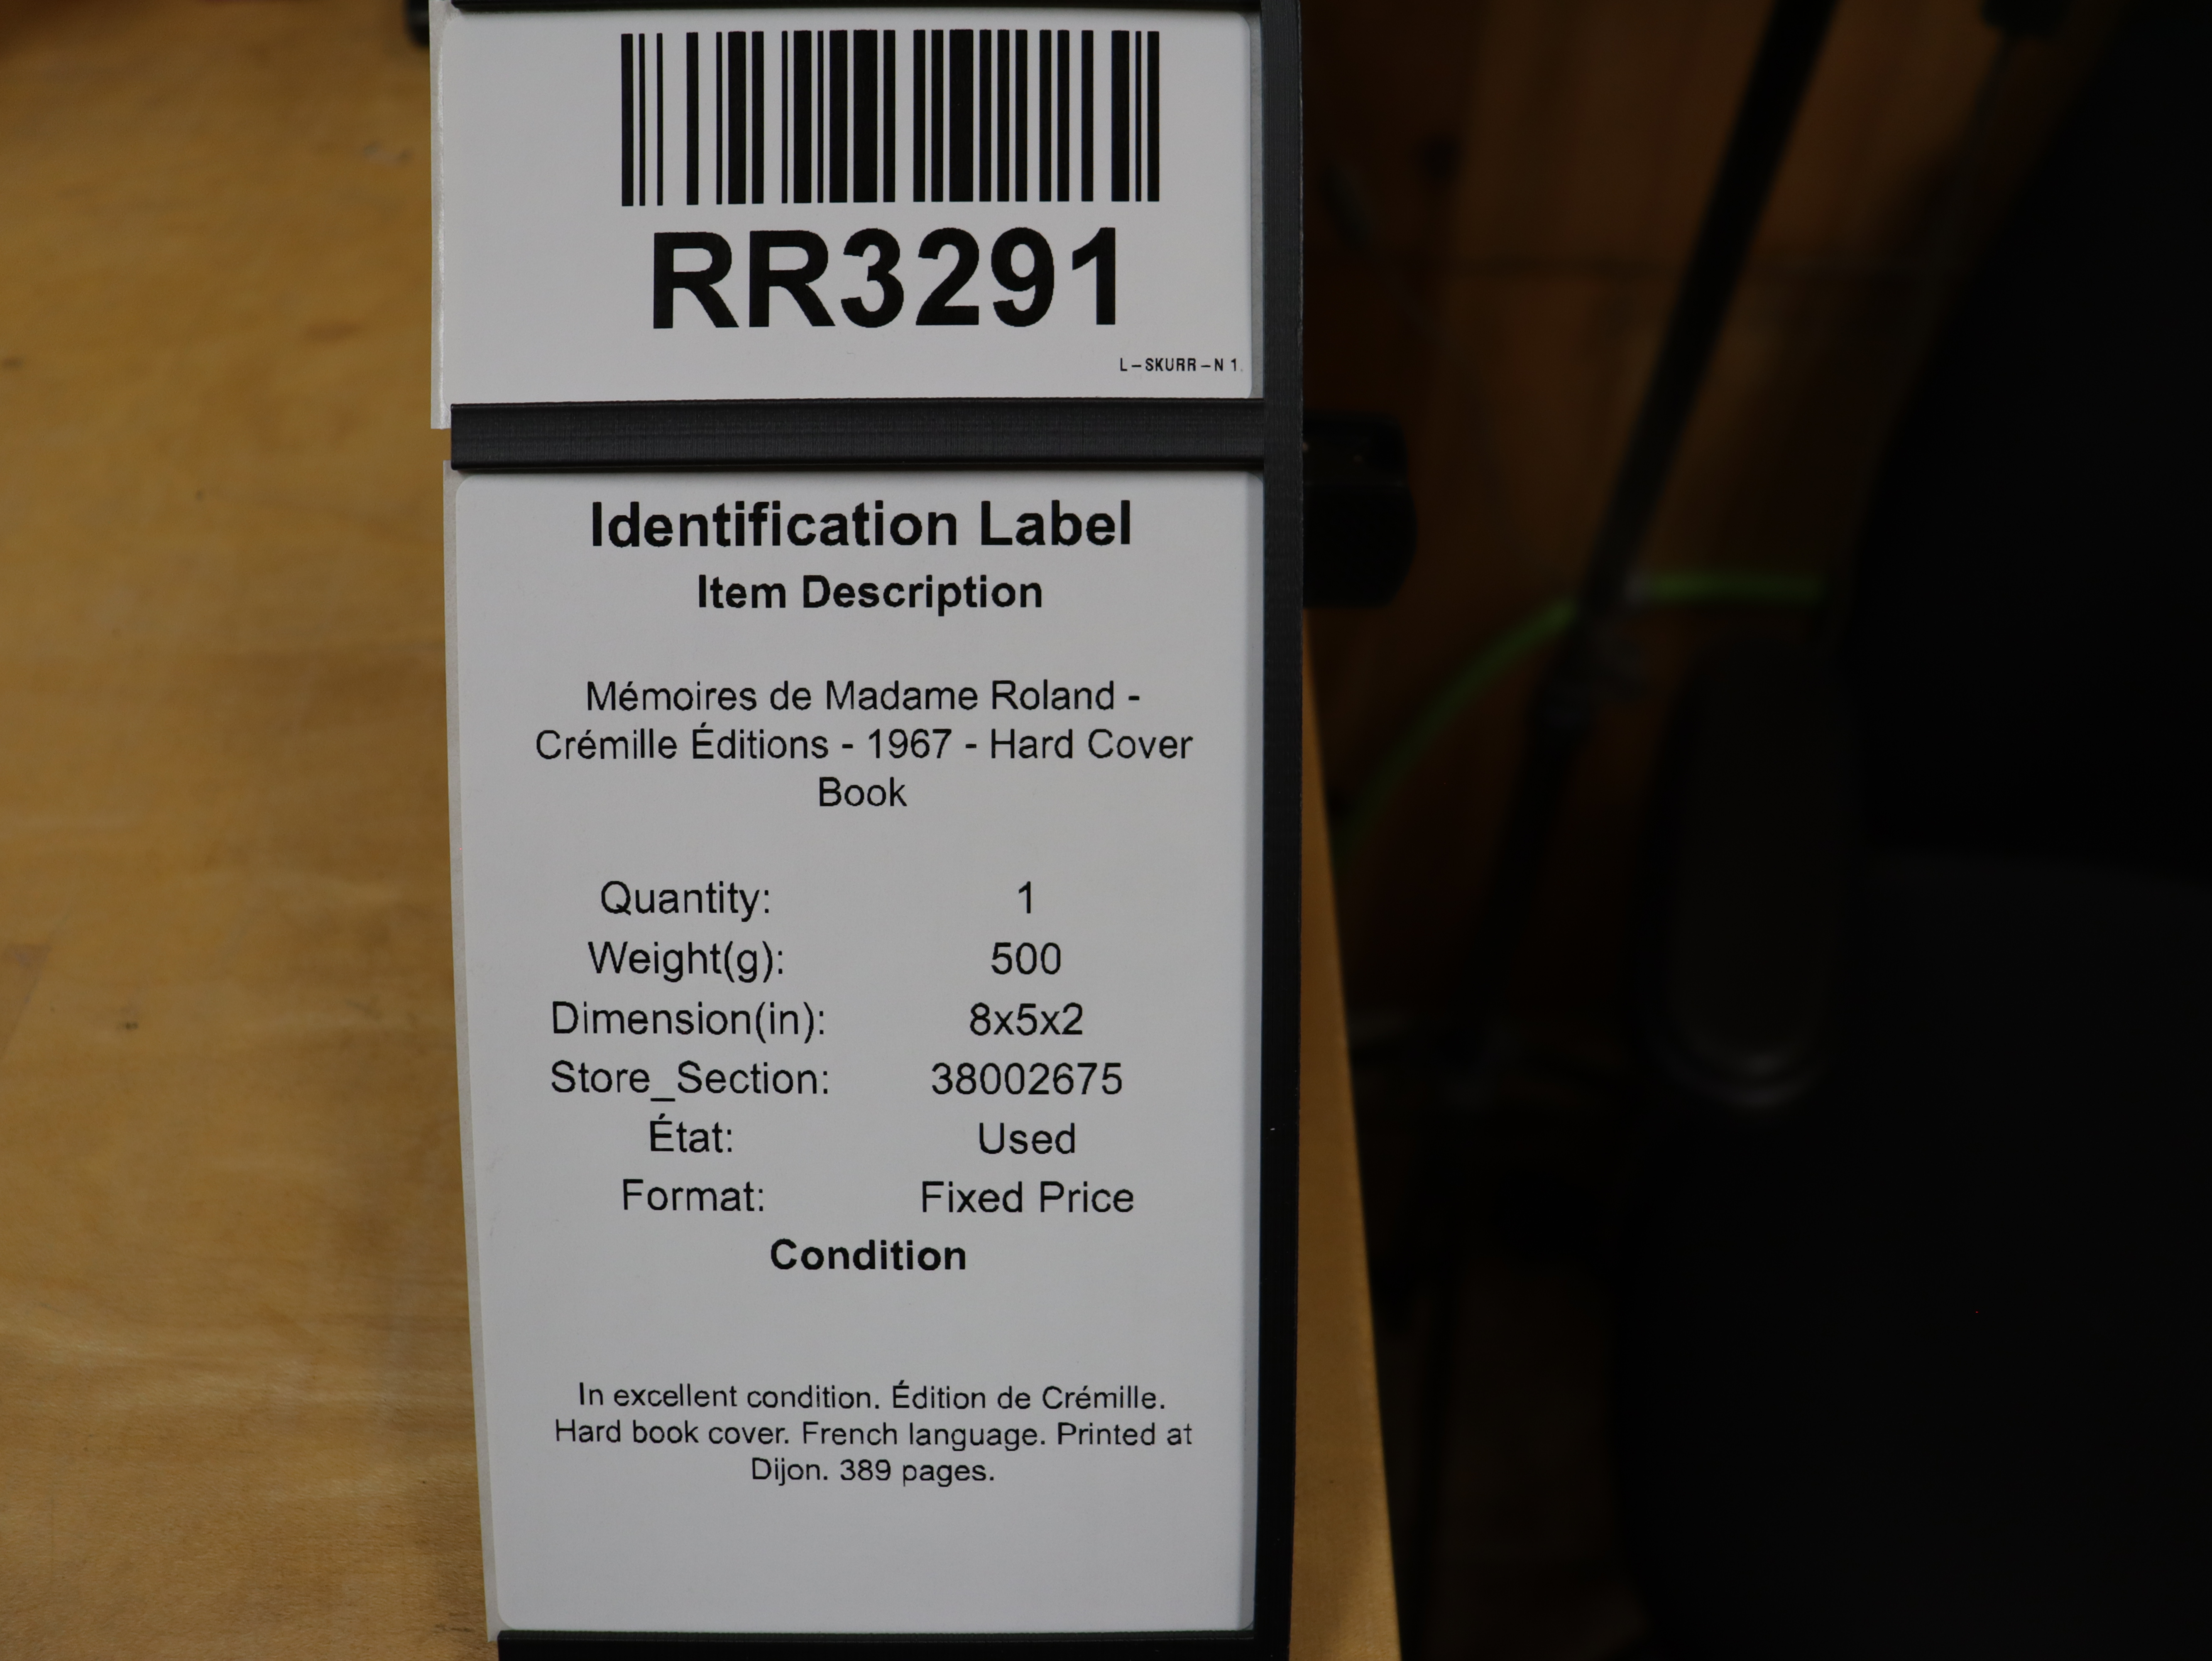 RR3291
L-SKURR-N 1.
Identification Label
Item Description
Mémoires de Madame Roland -
Crémille Éditions - 1967 - Hard Cover
Book
Quantity: 1
Weight(g): 500
Dimension(in): 8x5x2
Store_Section: 38002675
État: Used
Format: Fixed Price
Condition
In excellent condition. Édition de Crémille.
Hard book cover. French language. Printed at
Dijon. 389 pages.